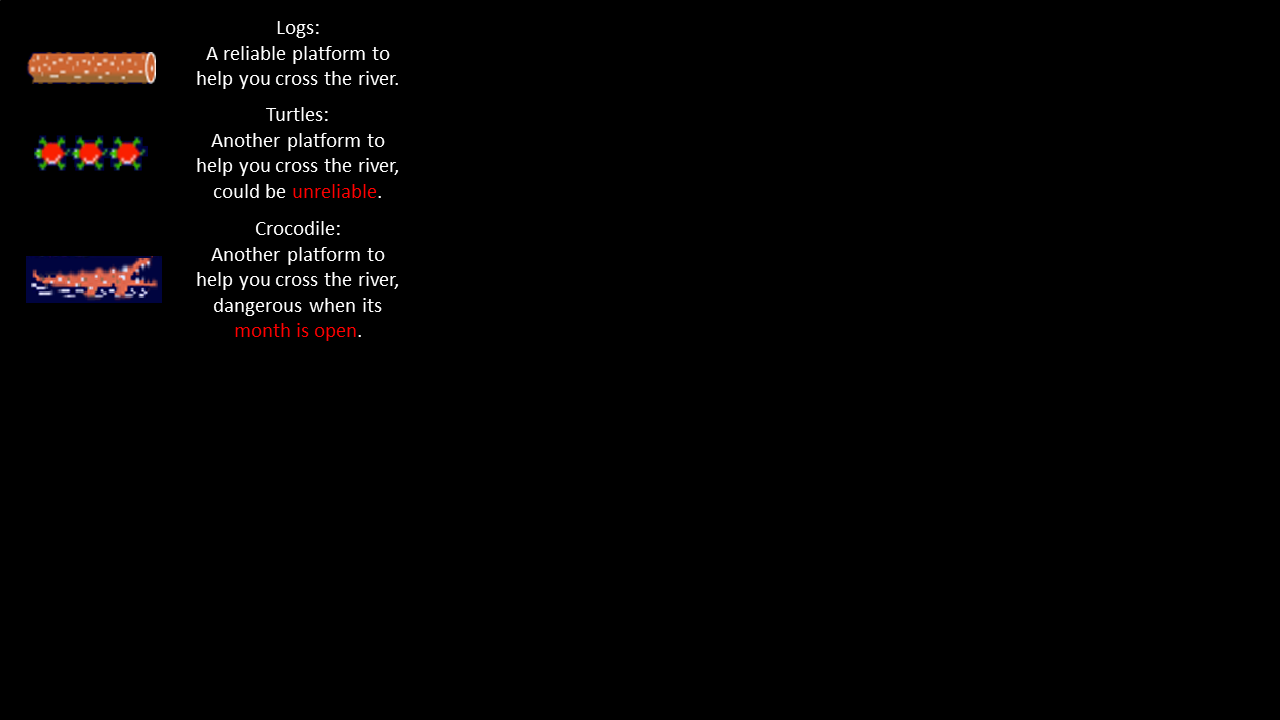 Logs:
A reliable platform to
help you cross the river.
Turtles:
Another platform to
help you cross the river,
could be unreliable.
Crocodile:
Another platform to
help you cross the river,
dangerous when its
month is open.